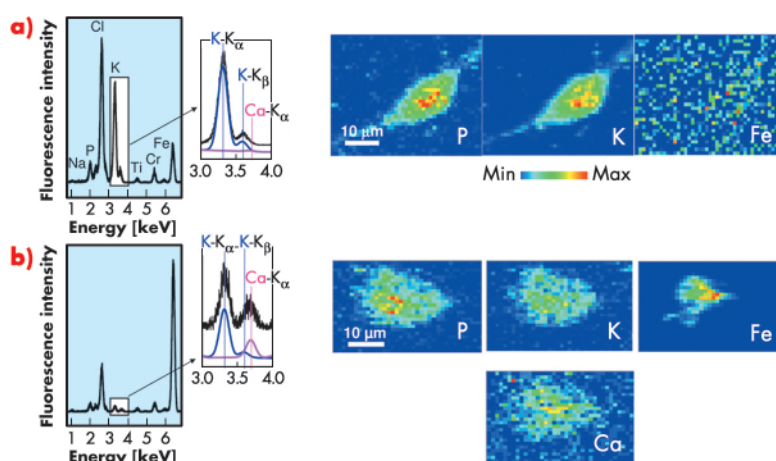 a)
Fluorescence intensity
Cl
K
Na
P
Ti
Cr
Fe
1 2 3 4 5 6
Energy [keV]
K-Kα
K-Kβ
Ca-Kα
3.0 3.5 4.0
10 µm
P
K
Fe
Min
Max
b)
Fluorescence intensity
1 2 3 4 5 6
Energy [keV]
K-Kα-K-Kβ
Ca-Kα
3.0 3.5 4.0
10 µm
P
K
Fe
Ca